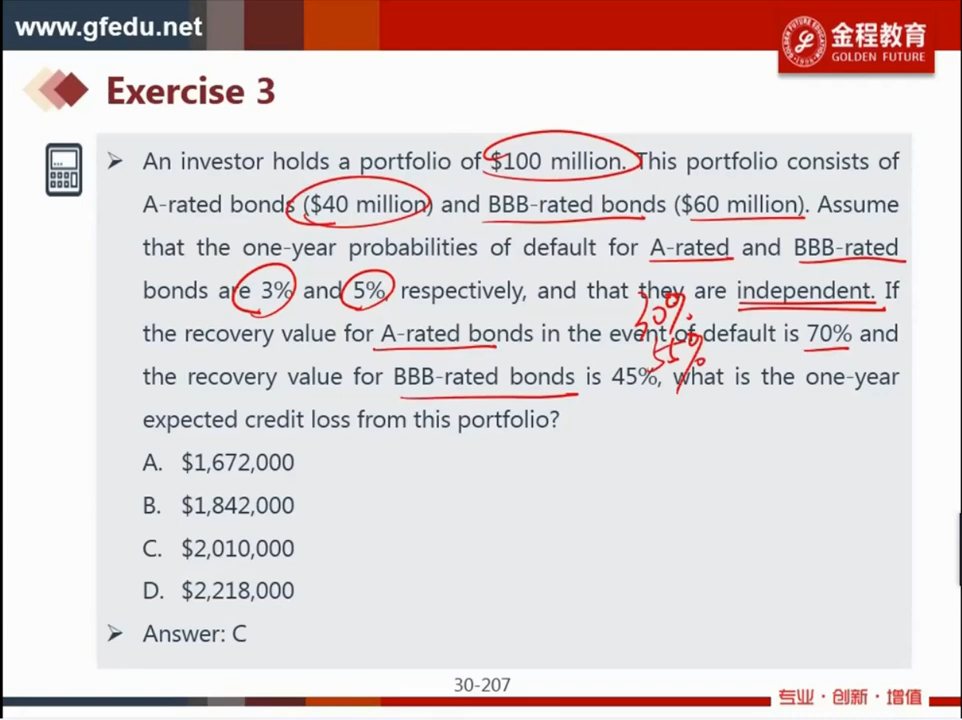 www.gfedu.net
金程教育
GOLDEN FUTURE
Exercise 3
➢ An investor holds a portfolio of $100 million. This portfolio consists of
A-rated bonds ($40 million) and BBB-rated bonds ($60 million). Assume
that the one-year probabilities of default for A-rated and BBB-rated
bonds are 3% and 5%, respectively, and that they are independent. If
30%
the recovery value for A-rated bonds in the event of default is 70% and
55%
the recovery value for BBB-rated bonds is 45%, what is the one-year
expected credit loss from this portfolio?
A. $1,672,000
B. $1,842,000
C. $2,010,000
D. $2,218,000
➢ Answer: C
30-207
专业·创新·增值